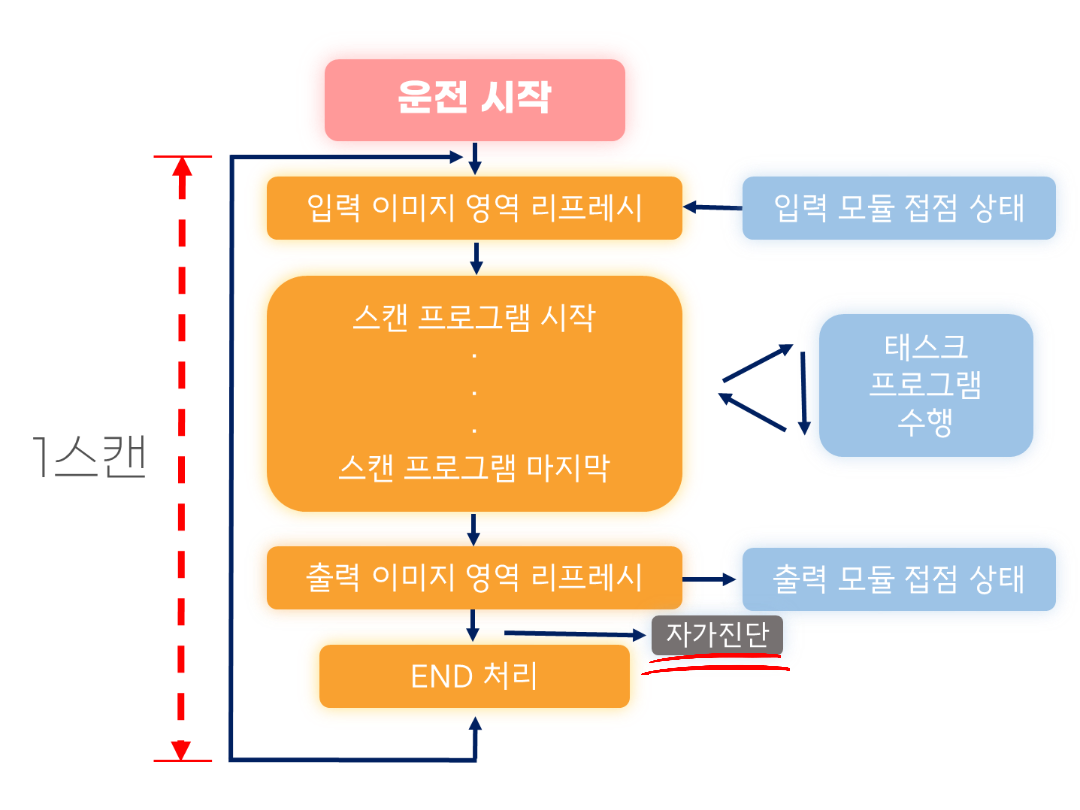 운전 시작
입력 이미지 영역 리프레시
입력 모듈 접점 상태
스캔 프로그램 시작
.
.
.
스캔 프로그램 마지막
태스크
프로그램
수행
1스캔
출력 이미지 영역 리프레시
출력 모듈 접점 상태
자가진단
END 처리